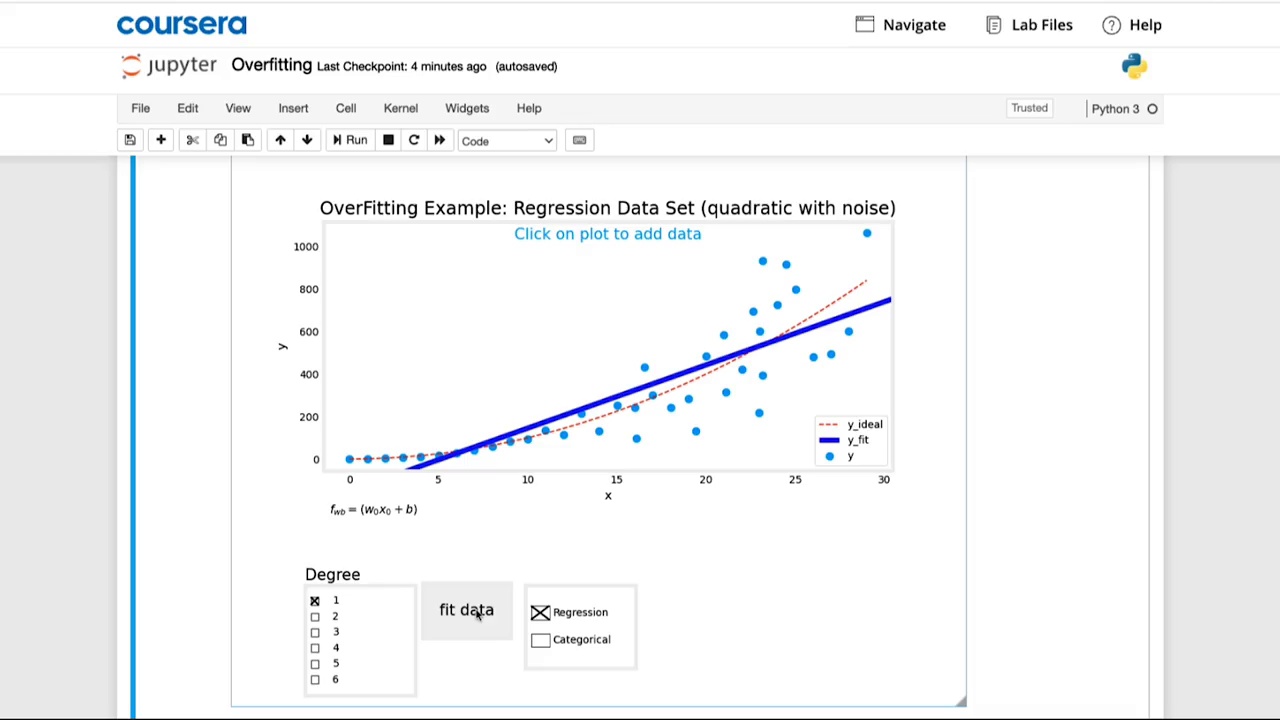 coursera Navigate Lab Files Help
jupyter Overfitting Last Checkpoint: 4 minutes ago (autosaved)
File Edit View Insert Cell Kernel Widgets Help Trusted Python 3
Run Code
OverFitting Example: Regression Data Set (quadratic with noise)
Click on plot to add data
1000
800
600
400
200
0
y
y_ideal
y_fit
y
0 5 10 15 20 25 30
x
f_wb = (w₀x₀ + b)
Degree
1
2
3
4
5
6
fit data
Regression
Categorical